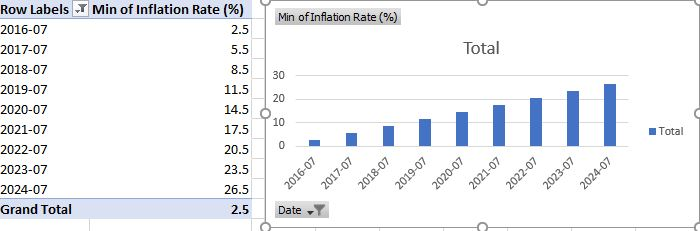 Row Labels Min of Inflation Rate (%)
2016-07 2.5
2017-07 5.5
2018-07 8.5
2019-07 11.5
2020-07 14.5
2021-07 17.5
2022-07 20.5
2023-07 23.5
2024-07 26.5
Grand Total 2.5
Min of Inflation Rate (%)
Total
30
20
10
0
2016-07 2017-07 2018-07 2019-07 2020-07 2021-07 2022-07 2023-07 2024-07
Total
Date